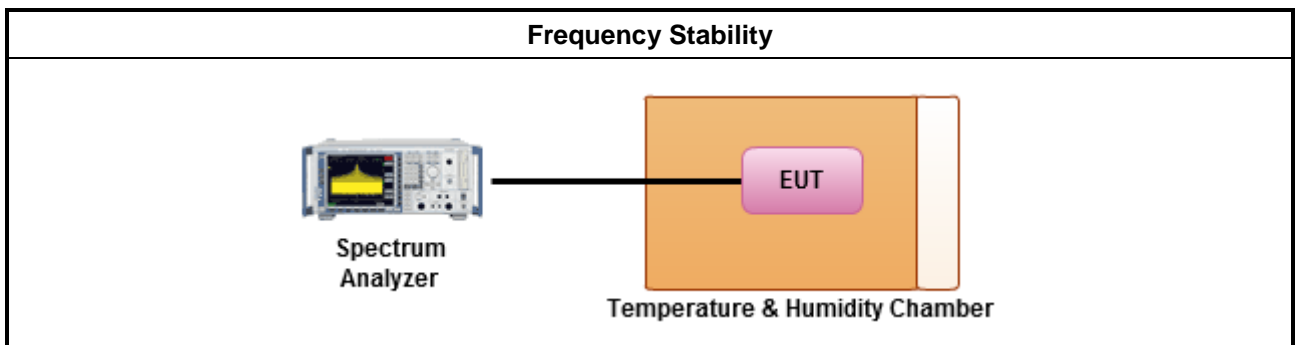 Frequency Stability
EUT
Spectrum
Analyzer
Temperature & Humidity Chamber